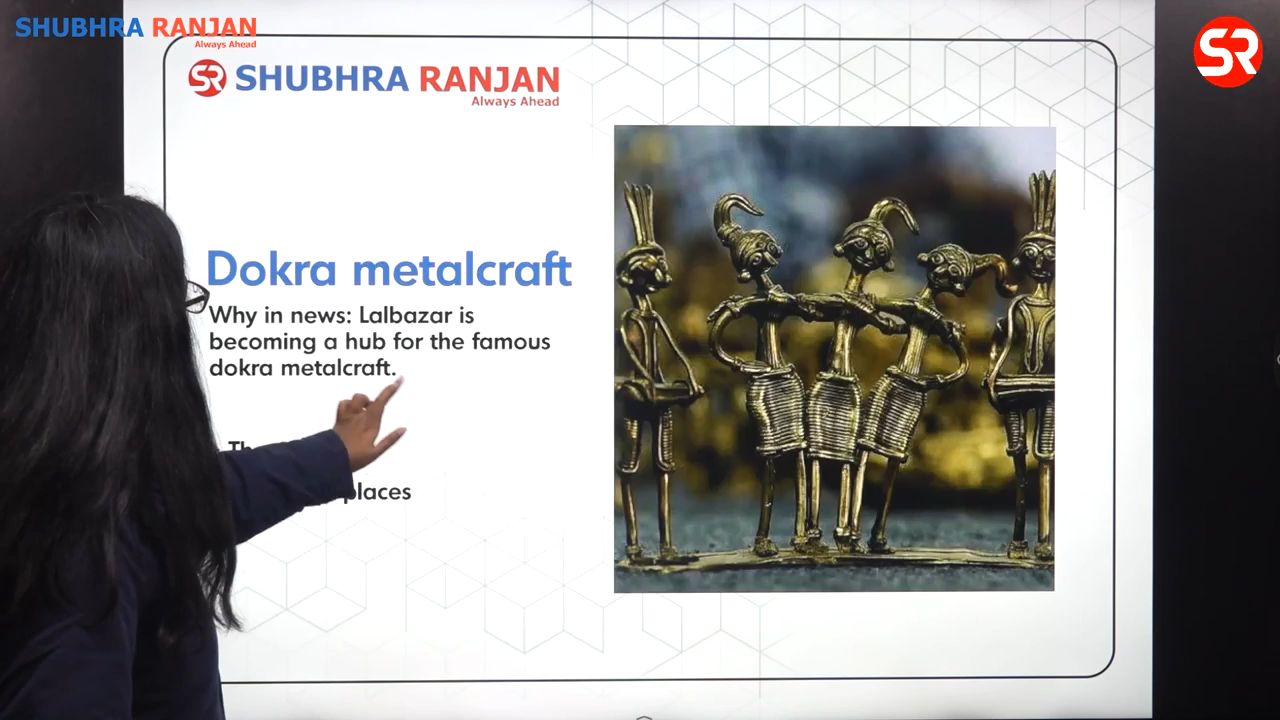 SHUBHRA RANJAN
Always Ahead
SR
SR SHUBHRA RANJAN
Always Ahead
Dokra metalcraft
Why in news: Lalbazar is
becoming a hub for the famous
dokra metalcraft.
places